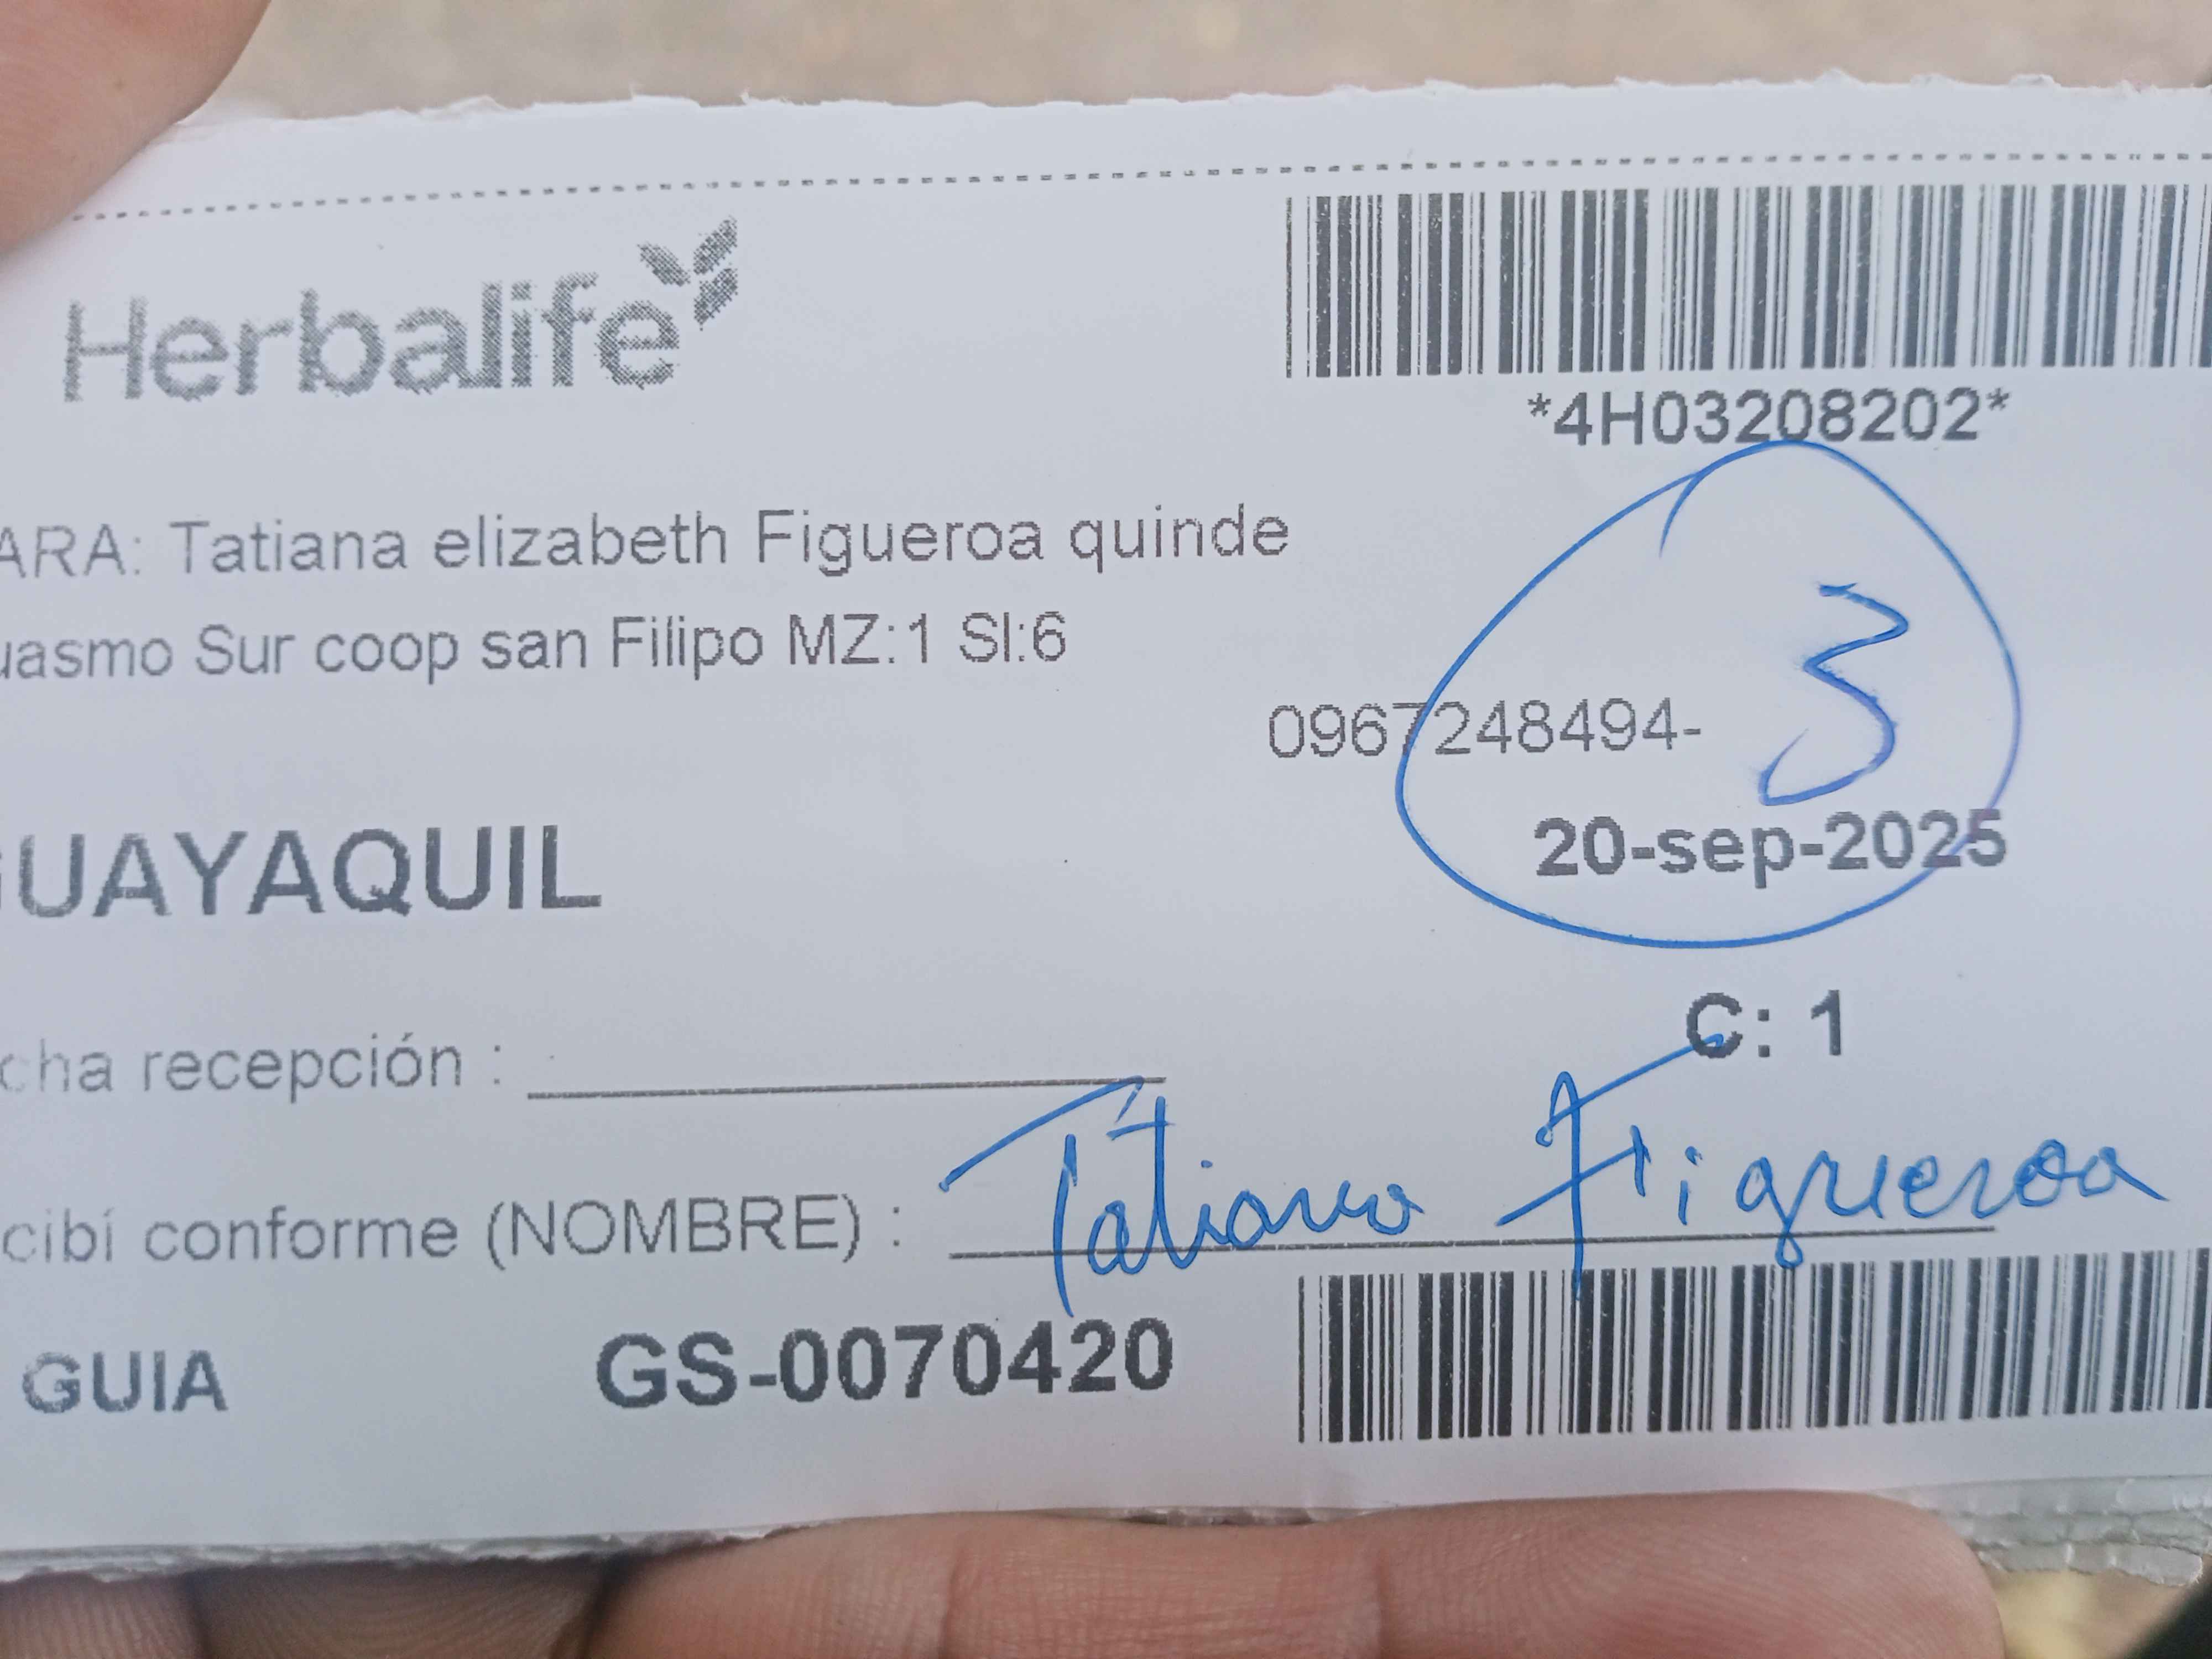 Herbalife
*4H03208202*
ARA: Tatiana elizabeth Figueroa quinde
uasmo Sur coop san Filipo MZ:1 Sl:6
0967248494-
3
20-sep-2025
GUAYAQUIL
C: 1
cha recepción :
cibí conforme (NOMBRE) : Tatiana Figueroa
GUIA GS-0070420